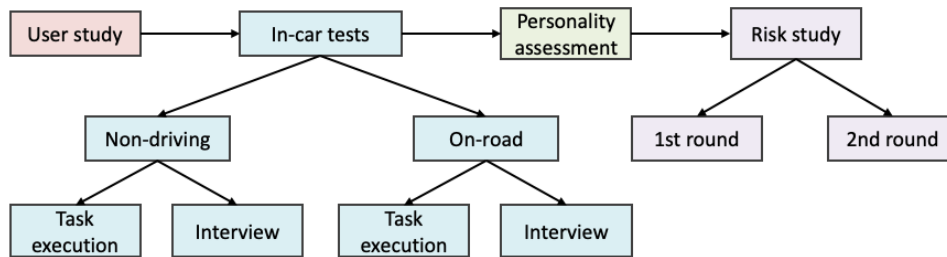 User study
In-car tests
Personality
assessment
Risk study
Non-driving
On-road
1st round
2nd round
Task
execution
Interview
Task
execution
Interview